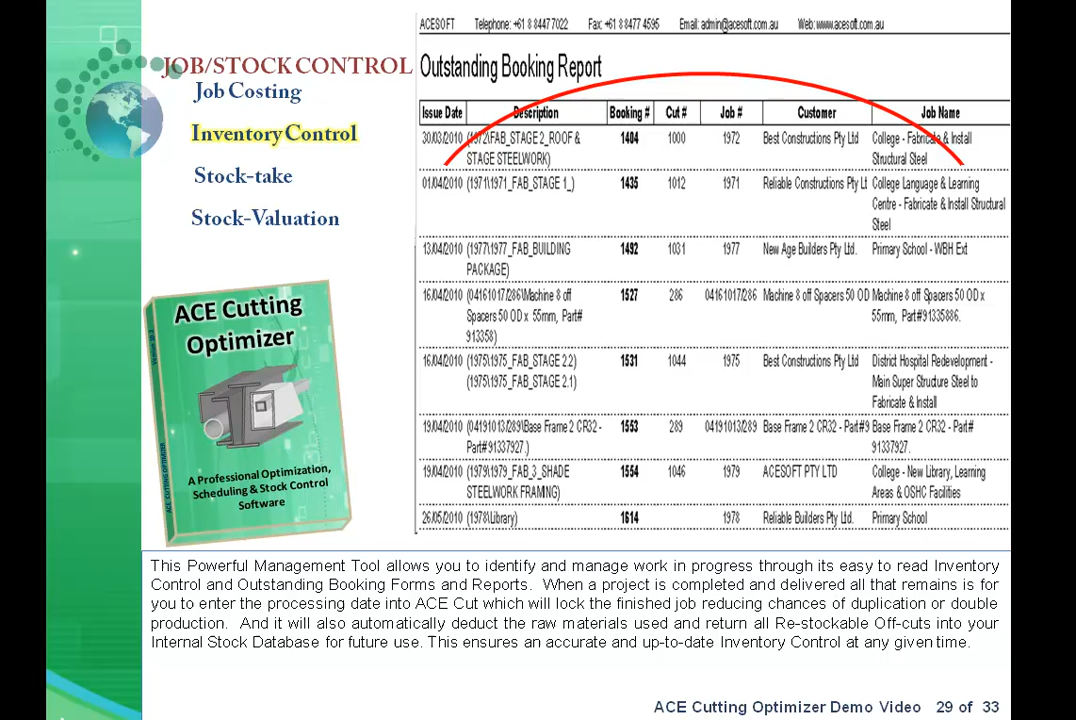 JOB/STOCK CONTROL
Job Costing
Inventory Control
Stock-take
Stock-Valuation
ACE Cutting
Optimizer
A Professional Optimization,
Scheduling & Stock Control
Software
ACESOFT Telephone: +61 8 8447 7022 Fax: +61 8 8477 4595 Email: admin@acesoft.com.au Web: www.acesoft.com.au
Outstanding Booking Report
Issue Date Description Booking # Cut # Job # Customer Job Name
30/03/2010 (1972\FAB_STAGE 2_ROOF & 1404 1000 1972 Best Constructions Pty Ltd College - Fabricate & Install
STAGE STEELWORK) Structural Steel
01/04/2010 (1971\1971_FAB_STAGE 1_) 1435 1012 1971 Reliable Constructions Pty Lt College Language & Learning
Centre - Fabricate & Install Structural
Steel
13/04/2010 (1977\1977_FAB_BUILDING 1492 1031 1977 New Age Builders Pty Ltd. Primary School - WBH Ext
PACKAGE)
16/04/2010 (04161017/286\Machine 8 off 1527 286 04161017/286 Machine 8 off Spacers 50 OD Machine 8 off Spacers 50 OD x
Spacers 50 OD x 55mm, Part# 55mm, Part#91335886.
913358)
16/04/2010 (1975\1975_FAB_STAGE 2.2) 1531 1044 1975 Best Constructions Pty Ltd District Hospital Redevelopment -
(1975\1975_FAB_STAGE 2.1) Main Super Structure Steel to
Fabricate & Install
19/04/2010 (04191013/289\Base Frame 2 CR32 - 1553 289 04191013/289 Base Frame 2 CR32 - Part#9 Base Frame 2 CR32 - Part#
Part#91337927.) 91337927.
19/04/2010 (1979\1979_FAB_3_SHADE 1554 1046 1979 ACESOFT PTY LTD College - New Library, Learning
STEELWORK FRAMING) Areas & OSHC Facilities
26/05/2010 (1978\Library) 1614 1978 Reliable Builders Pty Ltd. Primary School
This Powerful Management Tool allows you to identify and manage work in progress through its easy to read Inventory
Control and Outstanding Booking Forms and Reports. When a project is completed and delivered all that remains is for
you to enter the processing date into ACE Cut which will lock the finished job reducing chances of duplication or double
production. And it will also automatically deduct the raw materials used and return all Re-stockable Off-cuts into your
Internal Stock Database for future use. This ensures an accurate and up-to-date Inventory Control at any given time.
ACE Cutting Optimizer Demo Video 29 of 33